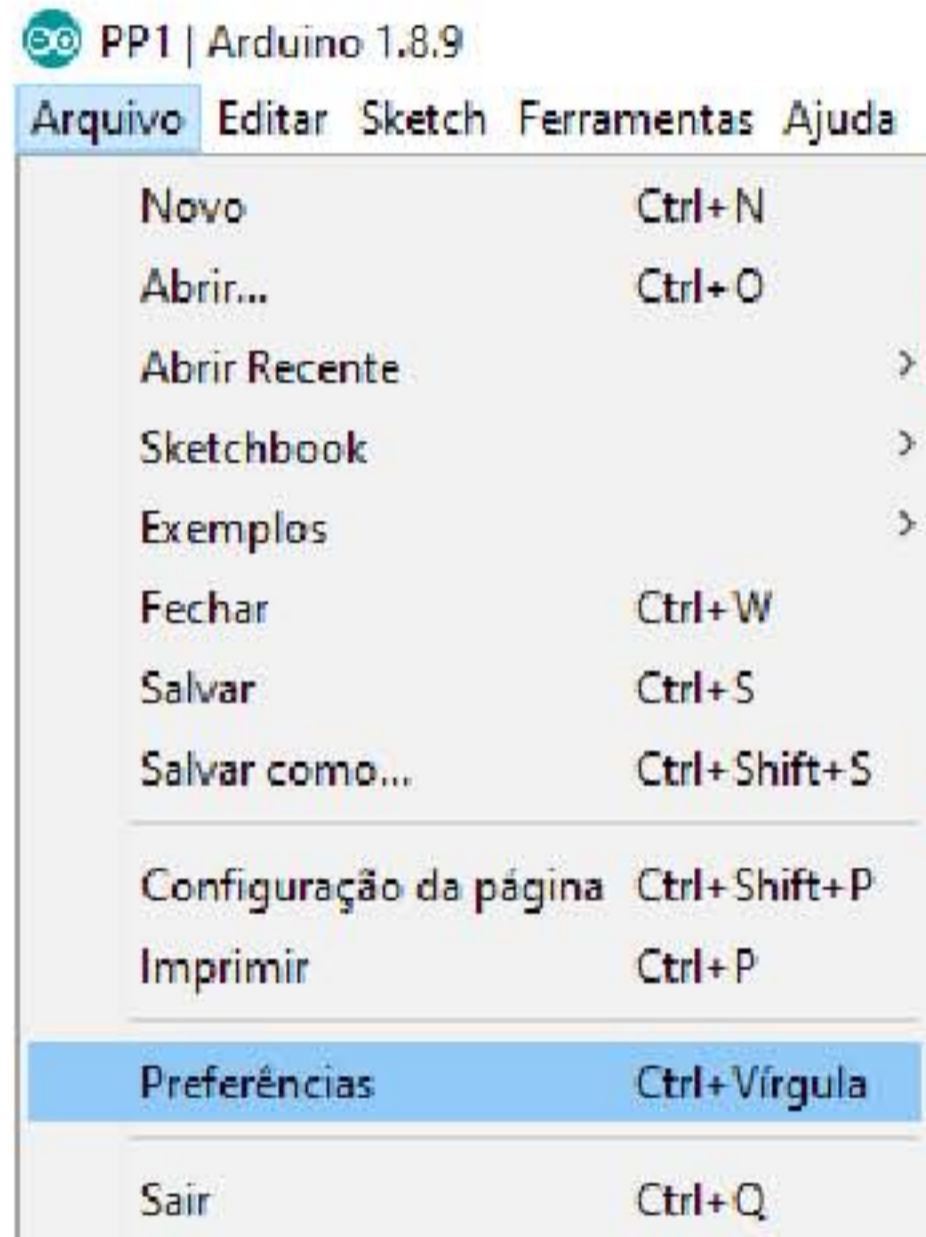 PP1 | Arduino 1.8.9
Arquivo Editar Sketch Ferramentas Ajuda
Novo Ctrl+N
Abrir... Ctrl+O
Abrir Recente
Sketchbook
Exemplos
Fechar Ctrl+W
Salvar Ctrl+S
Salvar como... Ctrl+Shift+S
Configuração da página Ctrl+Shift+P
Imprimir Ctrl+P
Preferências Ctrl+Vírgula
Sair Ctrl+Q